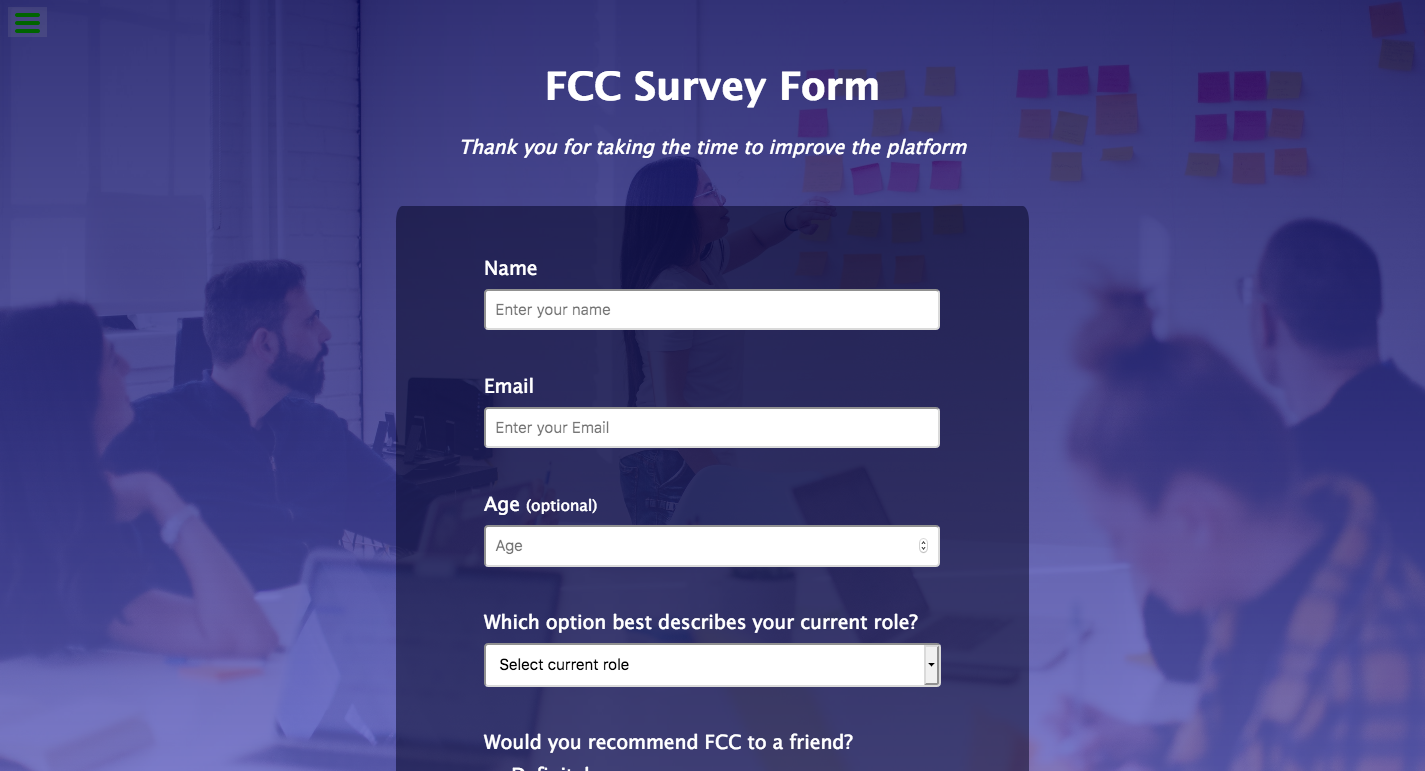 FCC Survey Form
Thank you for taking the time to improve the platform
Name
Enter your name
Email
Enter your Email
Age (optional)
Age
Which option best describes your current role?
Select current role
Would you recommend FCC to a friend?